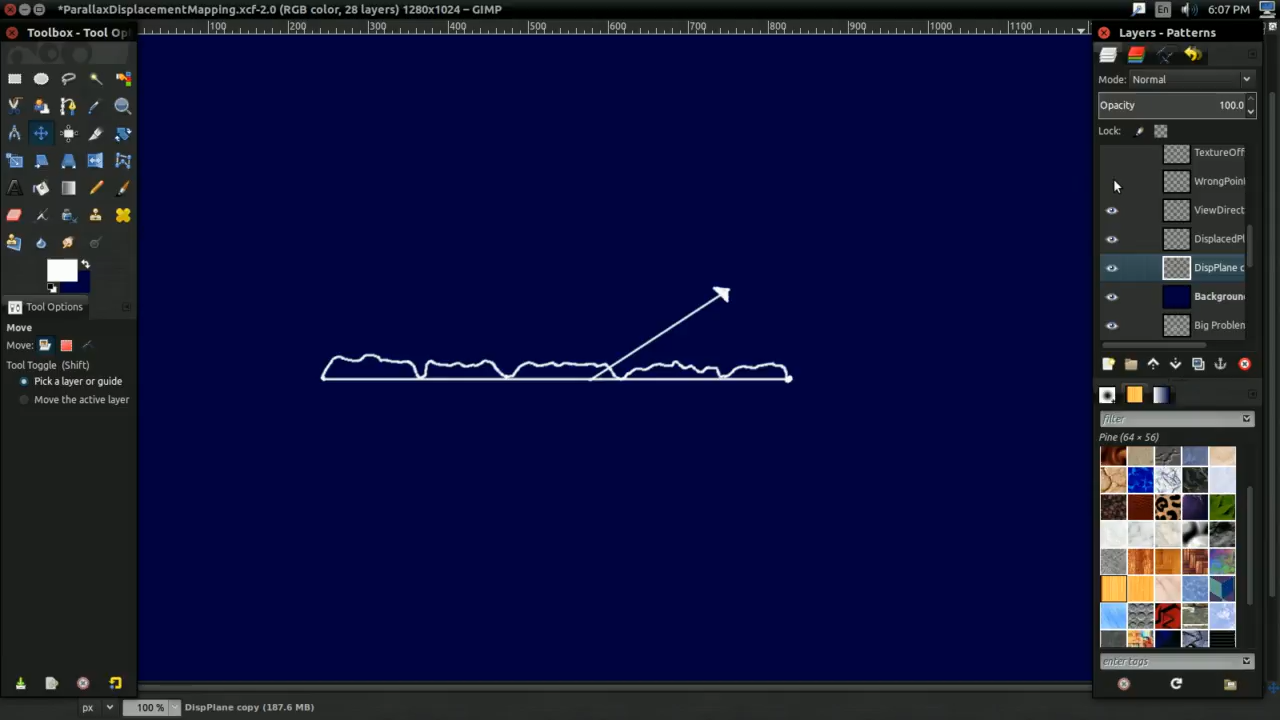 *ParallaxDisplacementMapping.xcf-2.0 (RGB color, 28 layers) 1280x1024 – GIMP
En
6:07 PM
Toolbox - Tool Op
100
200
300
400
500
600
700
800
900
1000
1100
Layers - Patterns
Mode: Normal
Opacity 100.0
Lock:
TextureOff
WrongPoint
ViewDirect
DisplacedPl
DispPlane c
Background
Big Problem
Tool Options
Move
Move:
Tool Toggle (Shift)
Pick a layer or guide
Move the active layer
filter
Pine (64 × 56)
enter tags
px
100 %
DispPlane copy (187.6 MB)